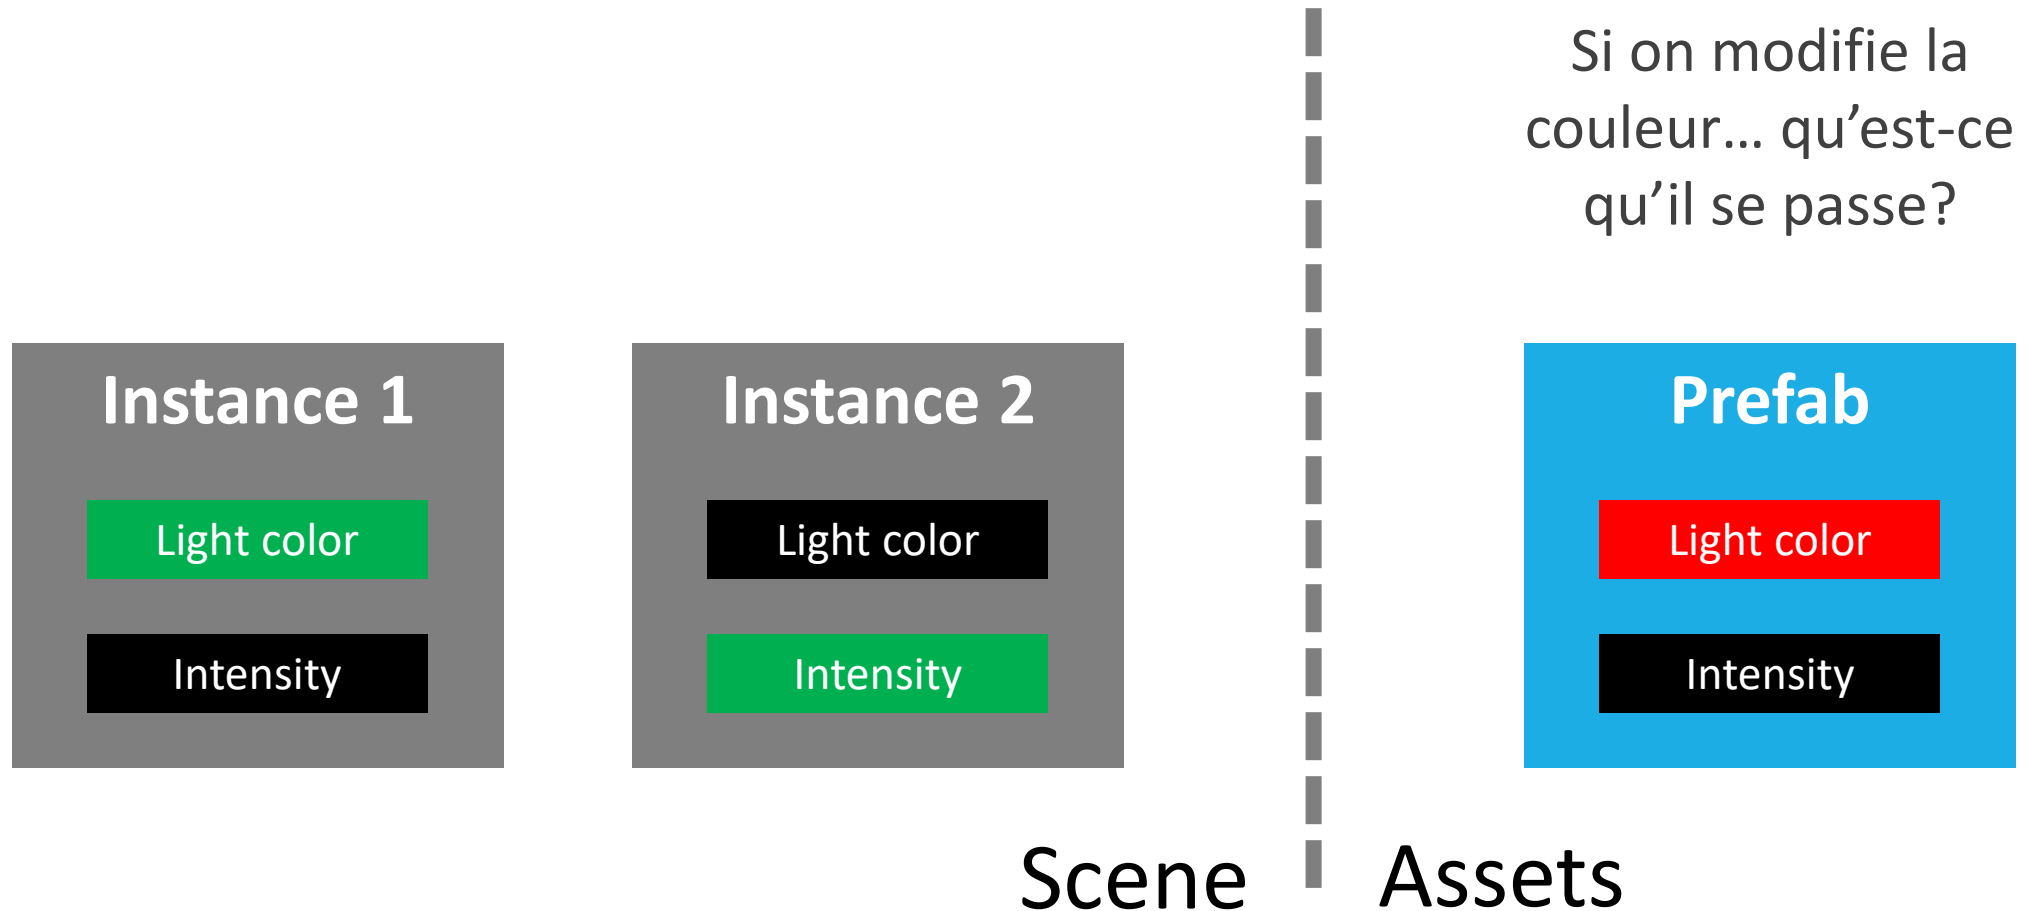 Si on modifie la
couleur… qu’est-ce
qu’il se passe?
Instance 1
Light color
Intensity
Instance 2
Light color
Intensity
Prefab
Light color
Intensity
Scene
Assets